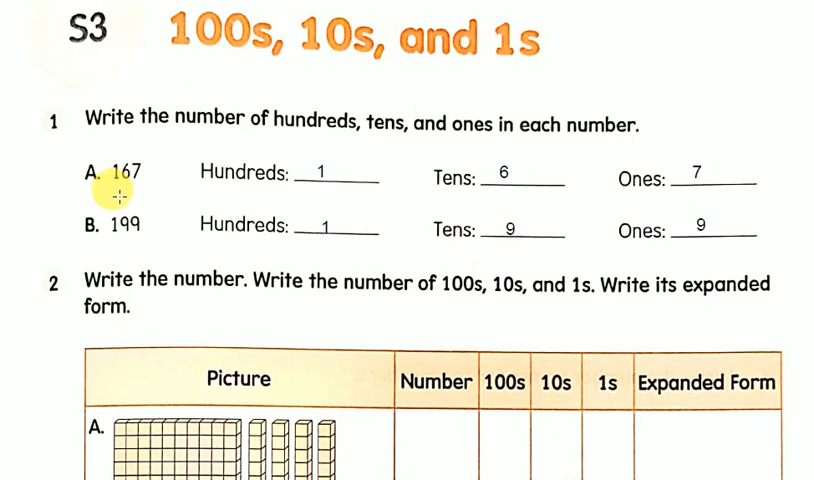 S3 100s, 10s, and 1s
1 Write the number of hundreds, tens, and ones in each number.
A. 167 Hundreds: 1 Tens: 6 Ones: 7
B. 199 Hundreds: 1 Tens: 9 Ones: 9
2 Write the number. Write the number of 100s, 10s, and 1s. Write its expanded
form.
Picture Number 100s 10s 1s Expanded Form
A.